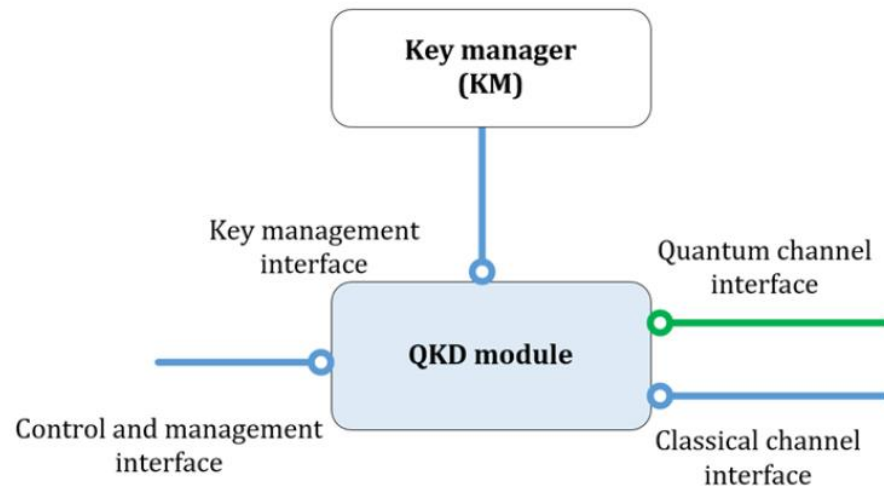 Key manager
(KM)
Key management
interface
Quantum channel
interface
QKD module
Control and management
interface
Classical channel
interface